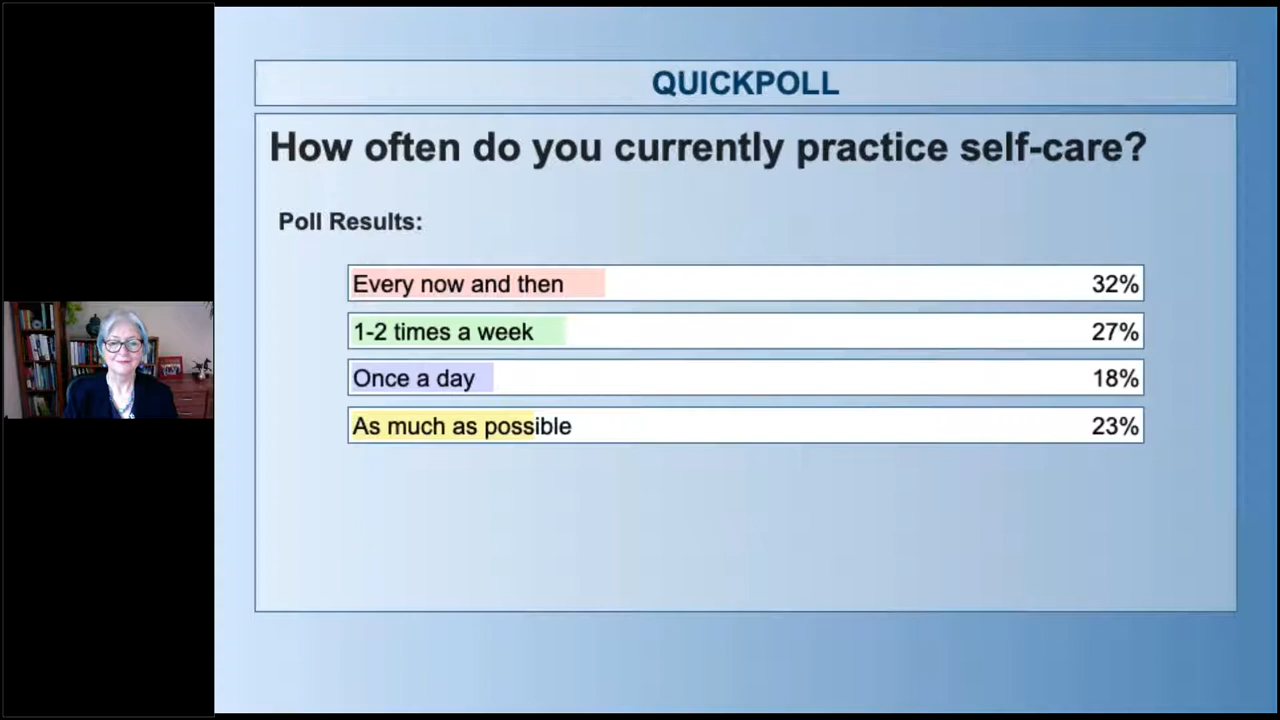 QUICKPOLL
How often do you currently practice self-care?
Poll Results:
Every now and then 32%
1-2 times a week 27%
Once a day 18%
As much as possible 23%